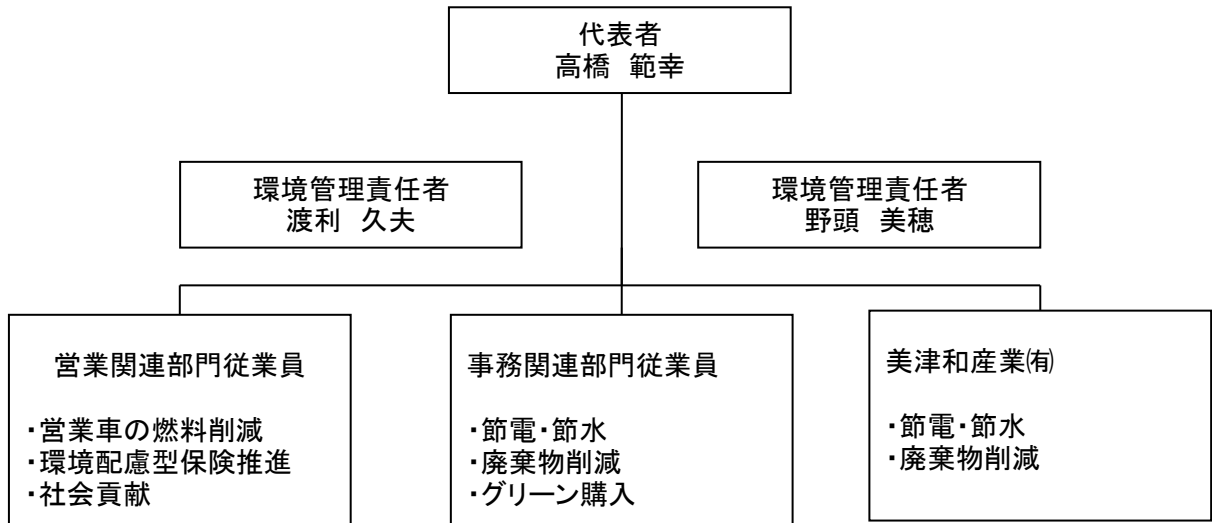 代表者
高橋 範幸
環境管理責任者
渡利 久夫
環境管理責任者
野頭 美穂
営業関連部門従業員
・営業車の燃料削減
・環境配慮型保険推進
・社会貢献
事務関連部門従業員
・節電・節水
・廃棄物削減
・グリーン購入
美津和産業㈲
・節電・節水
・廃棄物削減